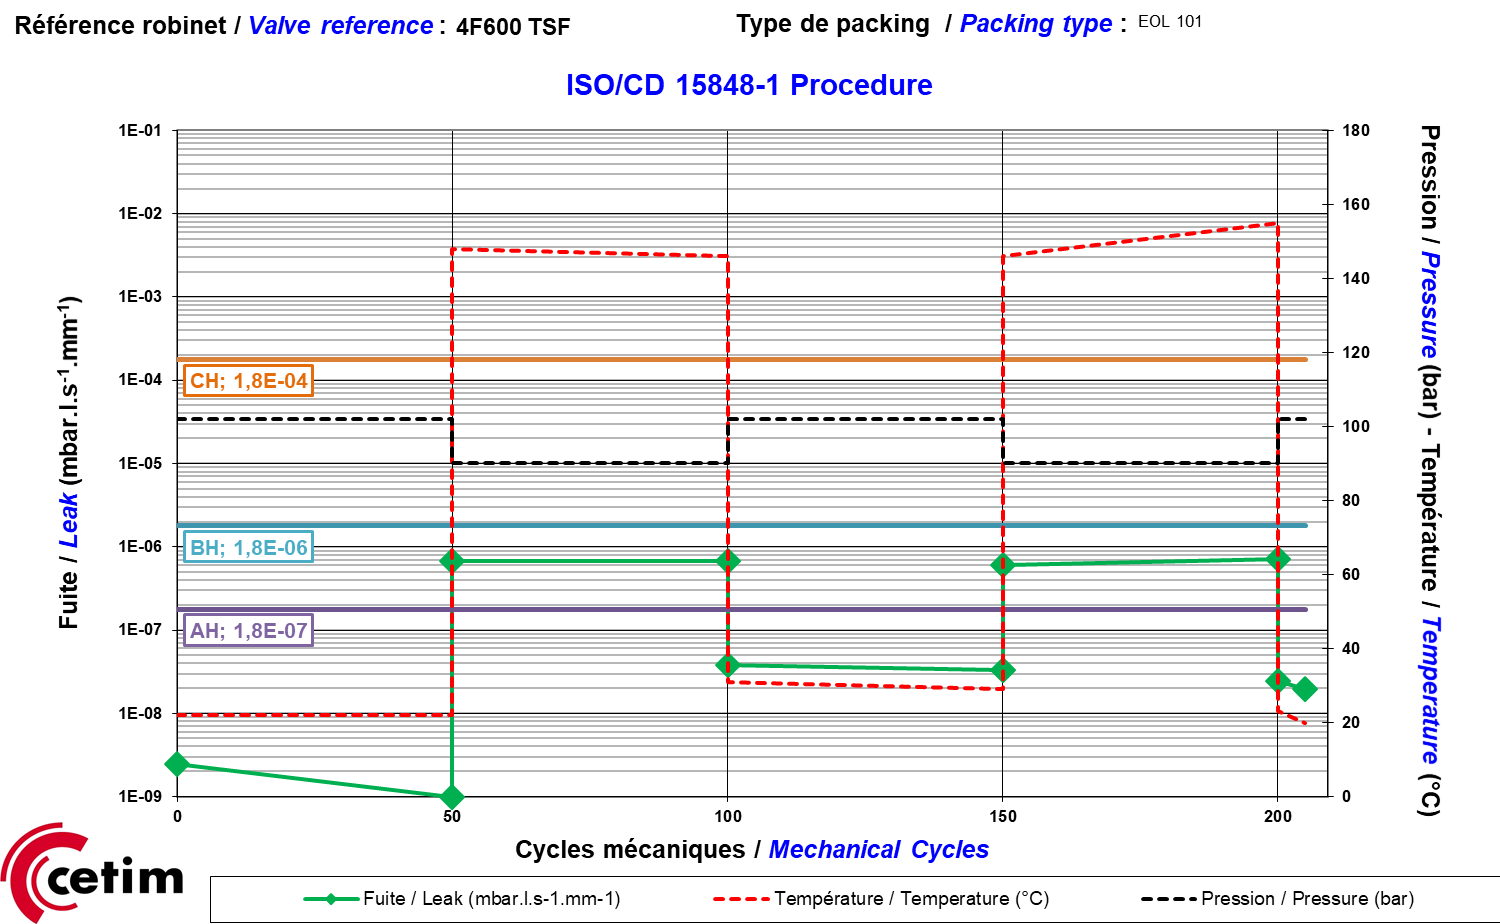 Référence robinet / Valve reference : 4F600 TSF
Type de packing / Packing type : EOL 101
ISO/CD 15848-1 Procedure
1E-01
1E-02
1E-03
1E-04
1E-05
1E-06
1E-07
1E-08
1E-09
Fuite / Leak (mbar.l.s-1.mm-1)
CH; 1,8E-04
BH; 1,8E-06
AH; 1,8E-07
180
160
140
120
100
80
60
40
20
0
Pression / Pressure (bar) - Température / Temperature (°C)
0
50
100
150
200
Cycles mécaniques / Mechanical Cycles
cetim
Fuite / Leak (mbar.l.s-1.mm-1)
Température / Temperature (°C)
Pression / Pressure (bar)